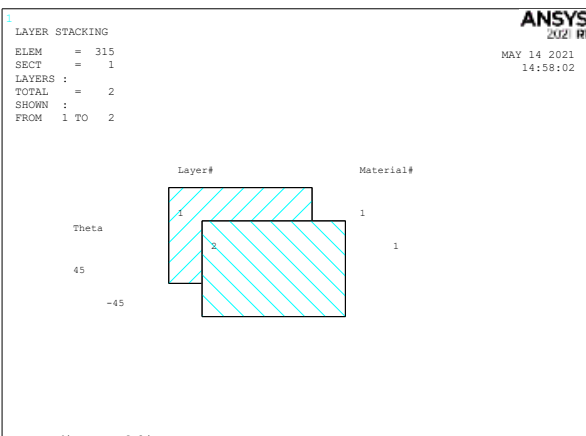 1
LAYER STACKING
ANSYS
2021 R
ELEM = 315
SECT = 1
LAYERS :
TOTAL = 2
SHOWN :
FROM 1 TO 2
MAY 14 2021
14:58:02
Layer# Material#
1 1
Theta
2 1
45
-45